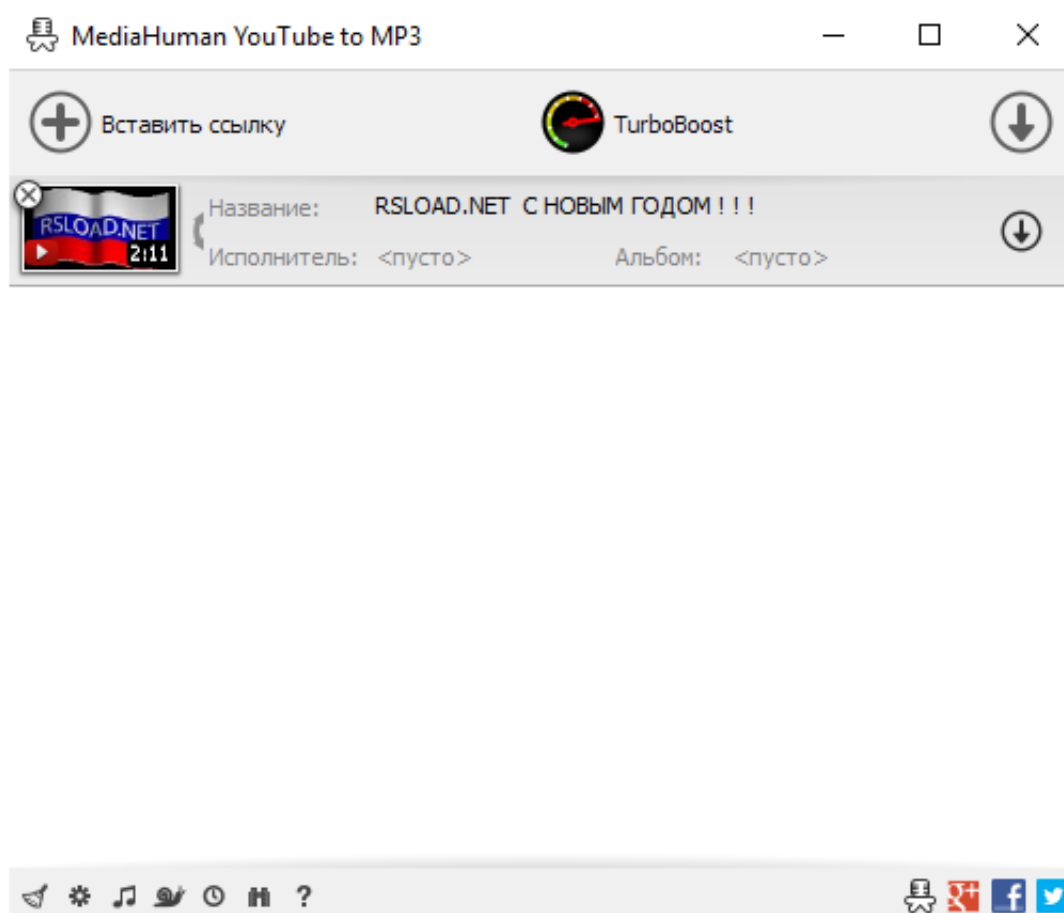 MediaHuman YouTube to MP3
Вставить ссылку
TurboBoost
RSLOAD.NET
2:11
Название: RSLOAD.NET С НОВЫМ ГОДОМ ! ! !
Исполнитель: <пусто> Альбом: <пусто>
?
g+
f